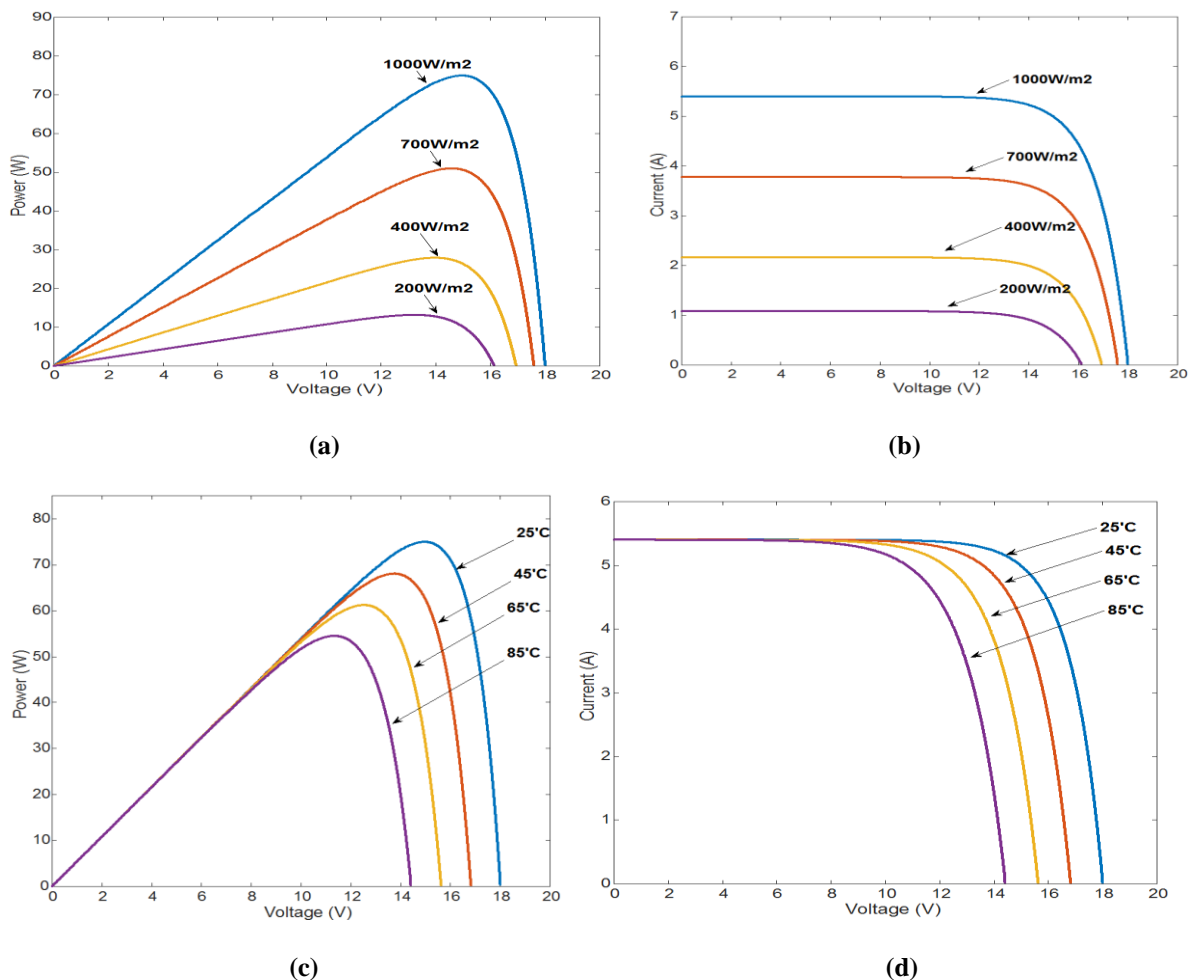 90
80
70
60
50
40
30
20
10
0
Power (W)
1000W/m2
700W/m2
400W/m2
200W/m2
0 2 4 6 8 10 12 14 16 18 20
Voltage (V)
(a)
7
6
5
4
3
2
1
0
Current (A)
1000W/m2
700W/m2
400W/m2
200W/m2
0 2 4 6 8 10 12 14 16 18 20
Voltage (V)
(b)
80
70
60
50
40
30
20
10
0
Power (W)
25'C
45'C
65'C
85'C
0 2 4 6 8 10 12 14 16 18 20
Voltage (V)
(c)
6
5
4
3
2
1
0
Current (A)
25'C
45'C
65'C
85'C
0 2 4 6 8 10 12 14 16 18 20
Voltage (V)
(d)